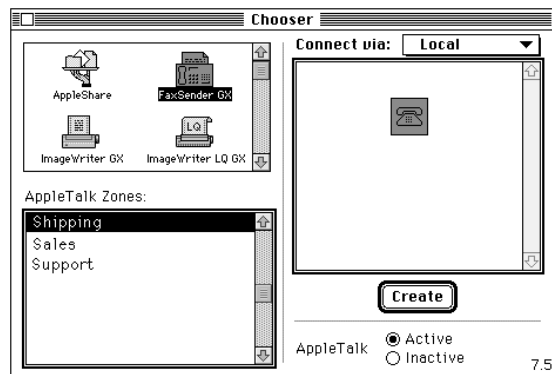 Chooser
Connect via: Local
AppleShare
FaxSender GX
LQ
ImageWriter GX
ImageWriter LQ GX
AppleTalk Zones:
Shipping
Sales
Support
Create
AppleTalk
Active
Inactive
7.5